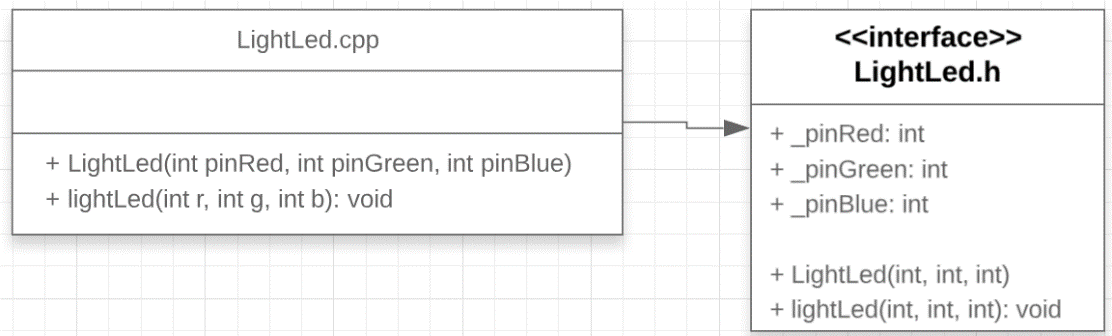 LightLed.cpp
+ LightLed(int pinRed, int pinGreen, int pinBlue)
+ lightLed(int r, int g, int b): void
<<interface>>
LightLed.h
+ _pinRed: int
+ _pinGreen: int
+ _pinBlue: int
+ LightLed(int, int, int)
+ lightLed(int, int, int): void